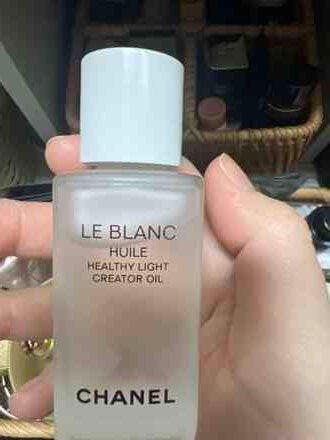 LE BLANC
HUILE
HEALTHY LIGHT
CREATOR OIL
CHANEL